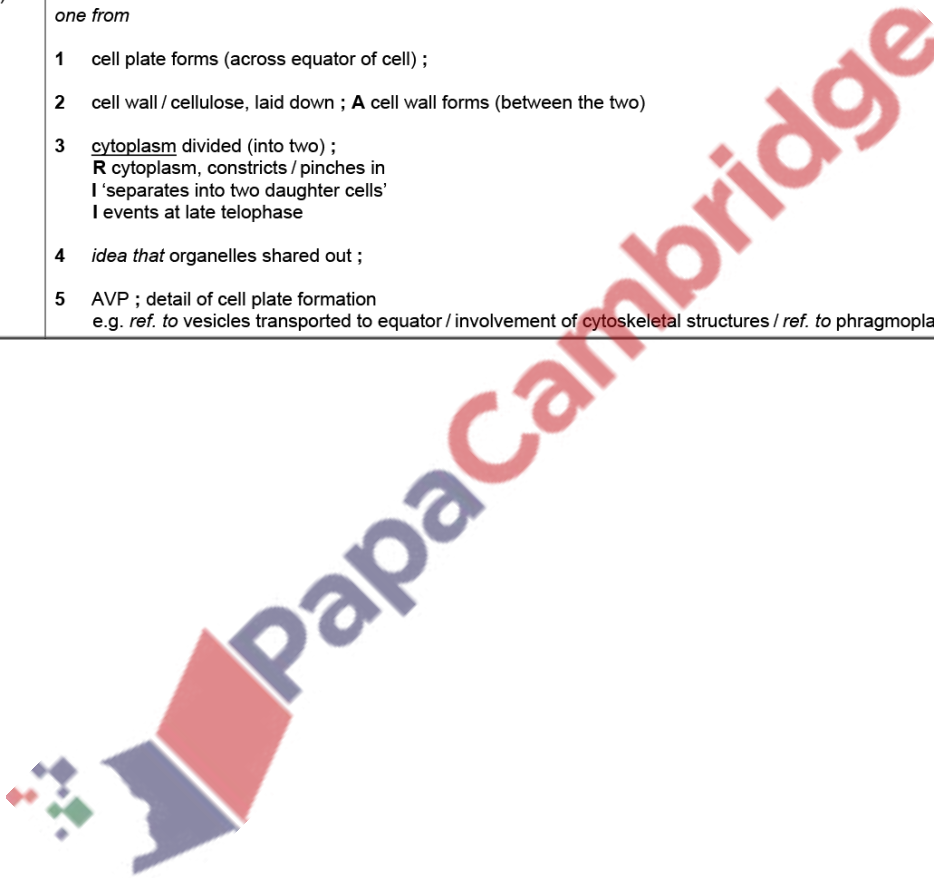 one from
1 cell plate forms (across equator of cell) ;
2 cell wall / cellulose, laid down ; A cell wall forms (between the two)
3 cytoplasm divided (into two) ;
R cytoplasm, constricts / pinches in
I ‘separates into two daughter cells’
I events at late telophase
4 idea that organelles shared out ;
5 AVP ; detail of cell plate formation
e.g. ref. to vesicles transported to equator / involvement of cytoskeletal structures / ref. to phragmopla
PapaCambridge